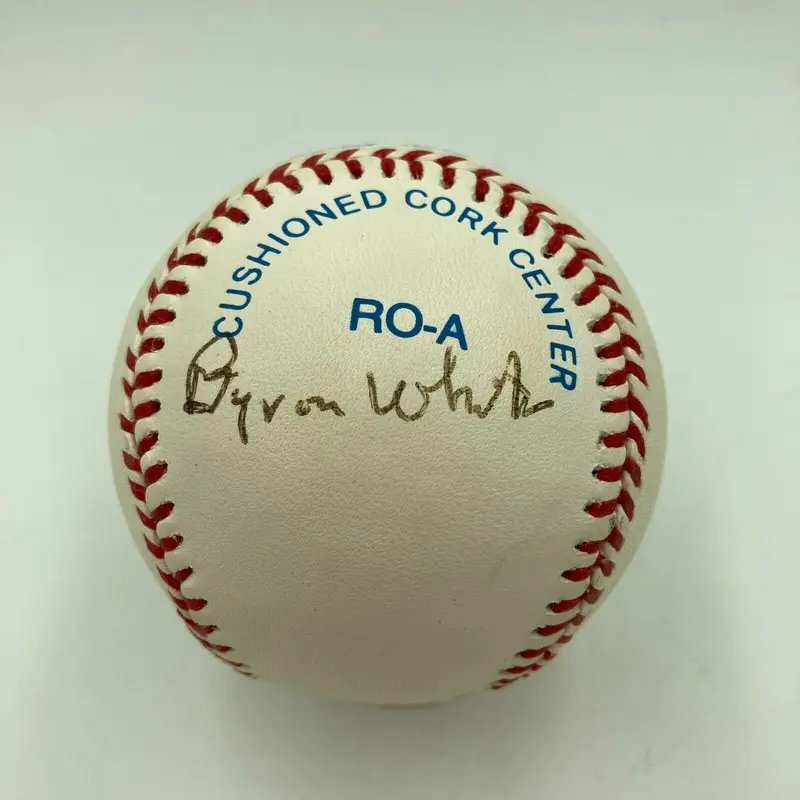 CUSHIONED CORK CENTER
RO-A
Byron White